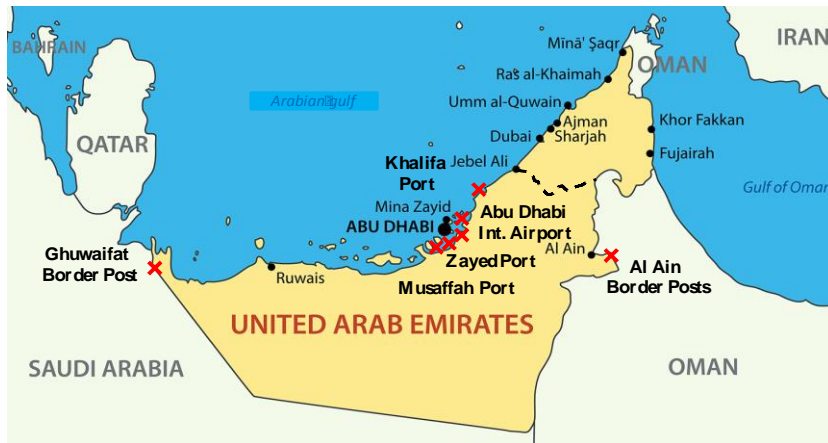 BAHRAIN
IRAN
Mīnā' Şaqr
OMAN
Ras al-Khaimah
Arabian gulf
Umm al-Quwain
QATAR
Ajman
Khor Fakkan
Dubai
Sharjah
Khalifa
Port
Jebel Ali
Fujairah
Gulf of Oman
Mina Zayid
ABU DHABI
Abu Dhabi
Int. Airport
Ghuwaifat
Border Post
Zayed Port
Al Ain
Al Ain
Border Posts
Ruwais
Musaffah Port
UNITED ARAB EMIRATES
SAUDI ARABIA
OMAN